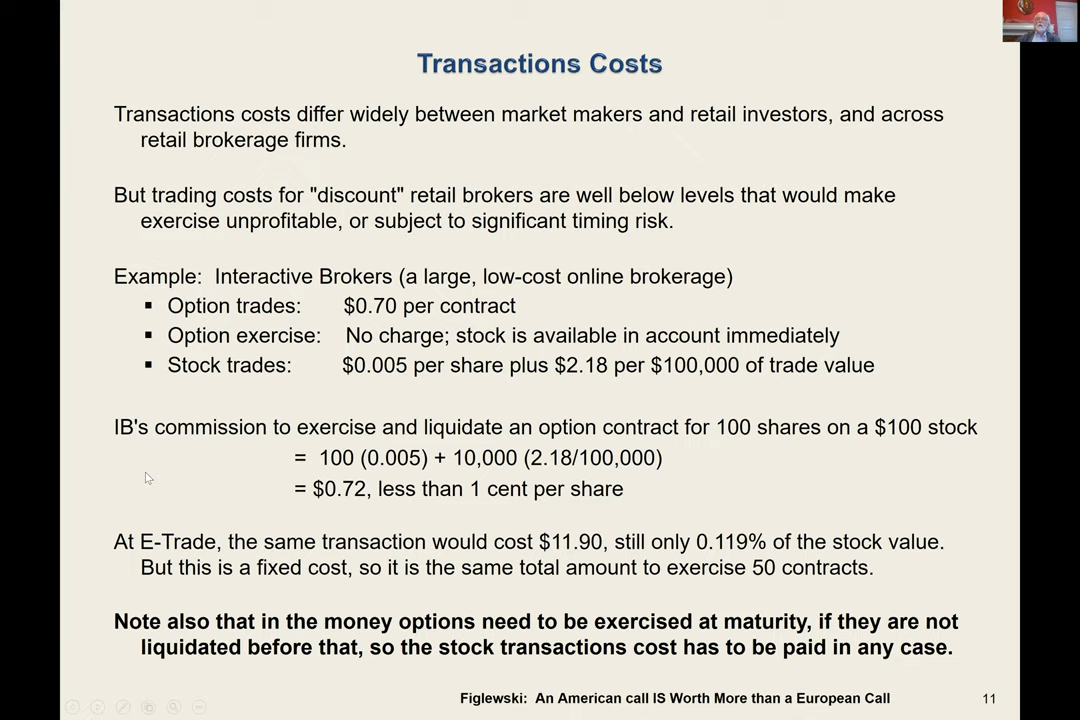 Transactions Costs
Transactions costs differ widely between market makers and retail investors, and across
retail brokerage firms.
But trading costs for "discount" retail brokers are well below levels that would make
exercise unprofitable, or subject to significant timing risk.
Example: Interactive Brokers (a large, low-cost online brokerage)
▪ Option trades: $0.70 per contract
▪ Option exercise: No charge; stock is available in account immediately
▪ Stock trades: $0.005 per share plus $2.18 per $100,000 of trade value
IB's commission to exercise and liquidate an option contract for 100 shares on a $100 stock
= 100 (0.005) + 10,000 (2.18/100,000)
= $0.72, less than 1 cent per share
At E-Trade, the same transaction would cost $11.90, still only 0.119% of the stock value.
But this is a fixed cost, so it is the same total amount to exercise 50 contracts.
Note also that in the money options need to be exercised at maturity, if they are not
liquidated before that, so the stock transactions cost has to be paid in any case.
Figlewski: An American call IS Worth More than a European Call
11